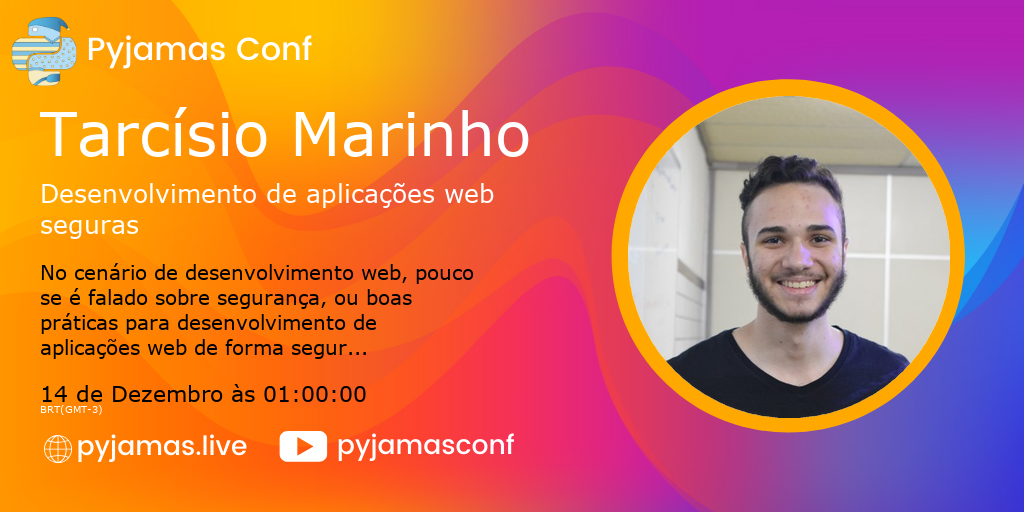 Pyjamas Conf
Tarcísio Marinho
Desenvolvimento de aplicações web
seguras
No cenário de desenvolvimento web, pouco
se é falado sobre segurança, ou boas
práticas para desenvolvimento de
aplicações web de forma segur...
14 de Dezembro às 01:00:00
BRT(GMT-3)
pyjamas.live pyjamasconf